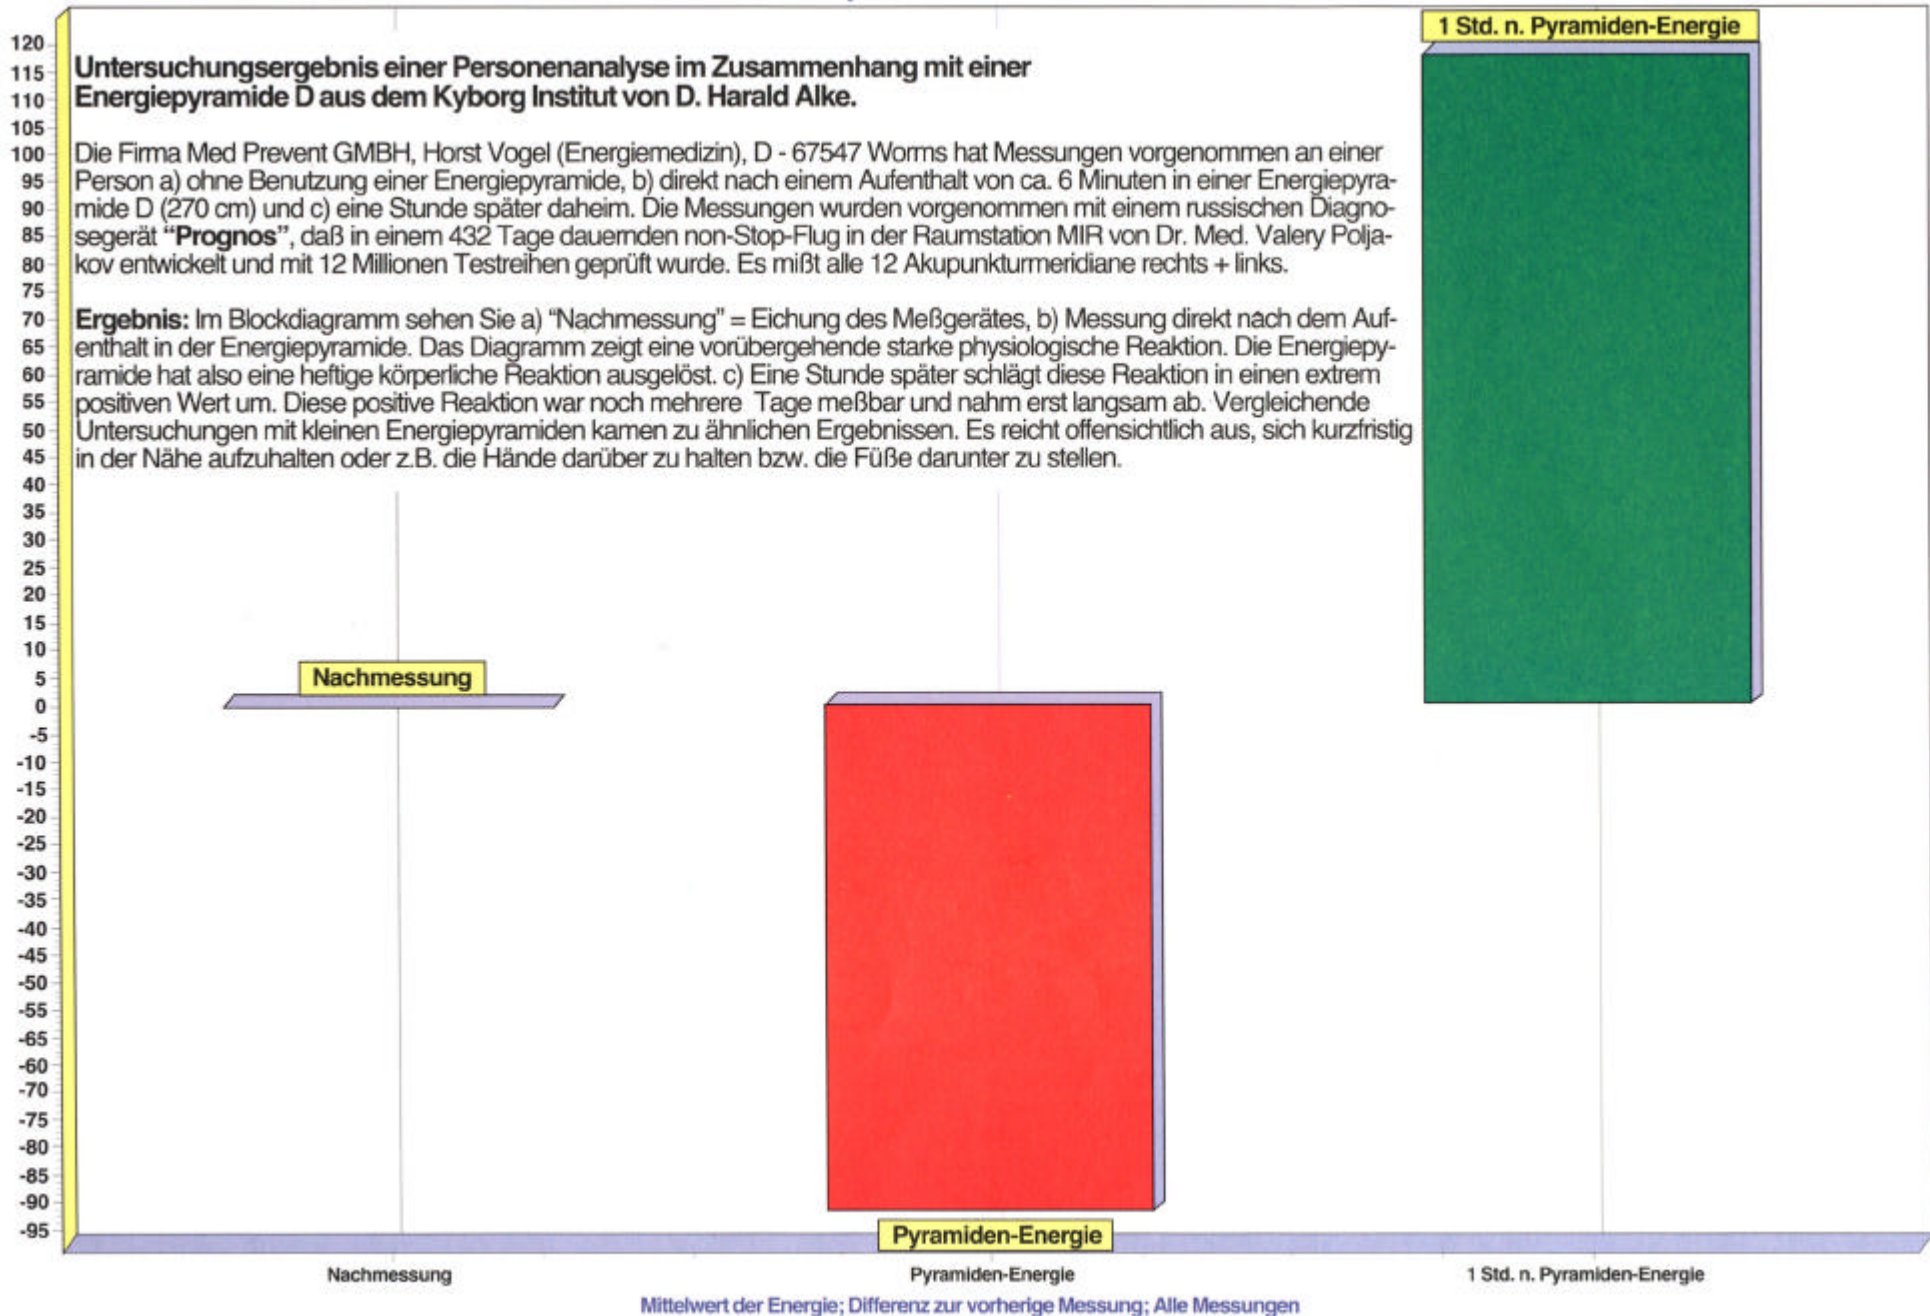 120
115
110
105
100
95
90
85
80
75
70
65
60
55
50
45
40
35
30
25
20
15
10
5
0
-5
-10
-15
-20
-25
-30
-35
-40
-45
-50
-55
-65
-60
-70
-75
-80
-85
-90
-95
1 Std. n. Pyramiden-Energie
Untersuchungsergebnis einer Personenanalyse im Zusammenhang mit einer
Energiepyramide D aus dem Kyborg Institut von D. Harald Alke.
Die Firma Med Prevent GMBH, Horst Vogel (Energiemedizin), D - 67547 Worms hat Messungen vorgenommen an einer
Person a) ohne Benutzung einer Energiepyramide, b) direkt nach einem Aufenthalt von ca. 6 Minuten in einer Energiepyra-
mide D (270 cm) und c) eine Stunde später daheim. Die Messungen wurden vorgenommen mit einem russischen Diagno-
segerät “Prognos”, daß in einem 432 Tage dauernden non-Stop-Flug in der Raumstation MIR von Dr. Med. Valery Polja-
kov entwickelt und mit 12 Millionen Testreihen geprüft wurde. Es mißt alle 12 Akupunkturmeridiane rechts + links.
Ergebnis: Im Blockdiagramm sehen Sie a) “Nachmessung” = Eichung des Meßgerätes, b) Messung direkt nach dem Auf-
enthalt in der Energiepyramide. Das Diagramm zeigt eine vorübergehende starke physiologische Reaktion. Die Energiepy-
ramide hat also eine heftige körperliche Reaktion ausgelöst. c) Eine Stunde später schlägt diese Reaktion in einen extrem
positiven Wert um. Diese positive Reaktion war noch mehrere Tage meßbar und nahm erst langsam ab. Vergleichende
Untersuchungen mit kleinen Energiepyramiden kamen zu ähnlichen Ergebnissen. Es reicht offensichtlich aus, sich kurzfristig
in der Nähe aufzuhalten oder z.B. die Hände darüber zu halten bzw. die Füße darunter zu stellen.
Nachmessung
Pyramiden-Energie
Nachmessung
Pyramiden-Energie
1 Std. n. Pyramiden-Energie
Mittelwert der Energie; Differenz zur vorherige Messung; Alle Messungen